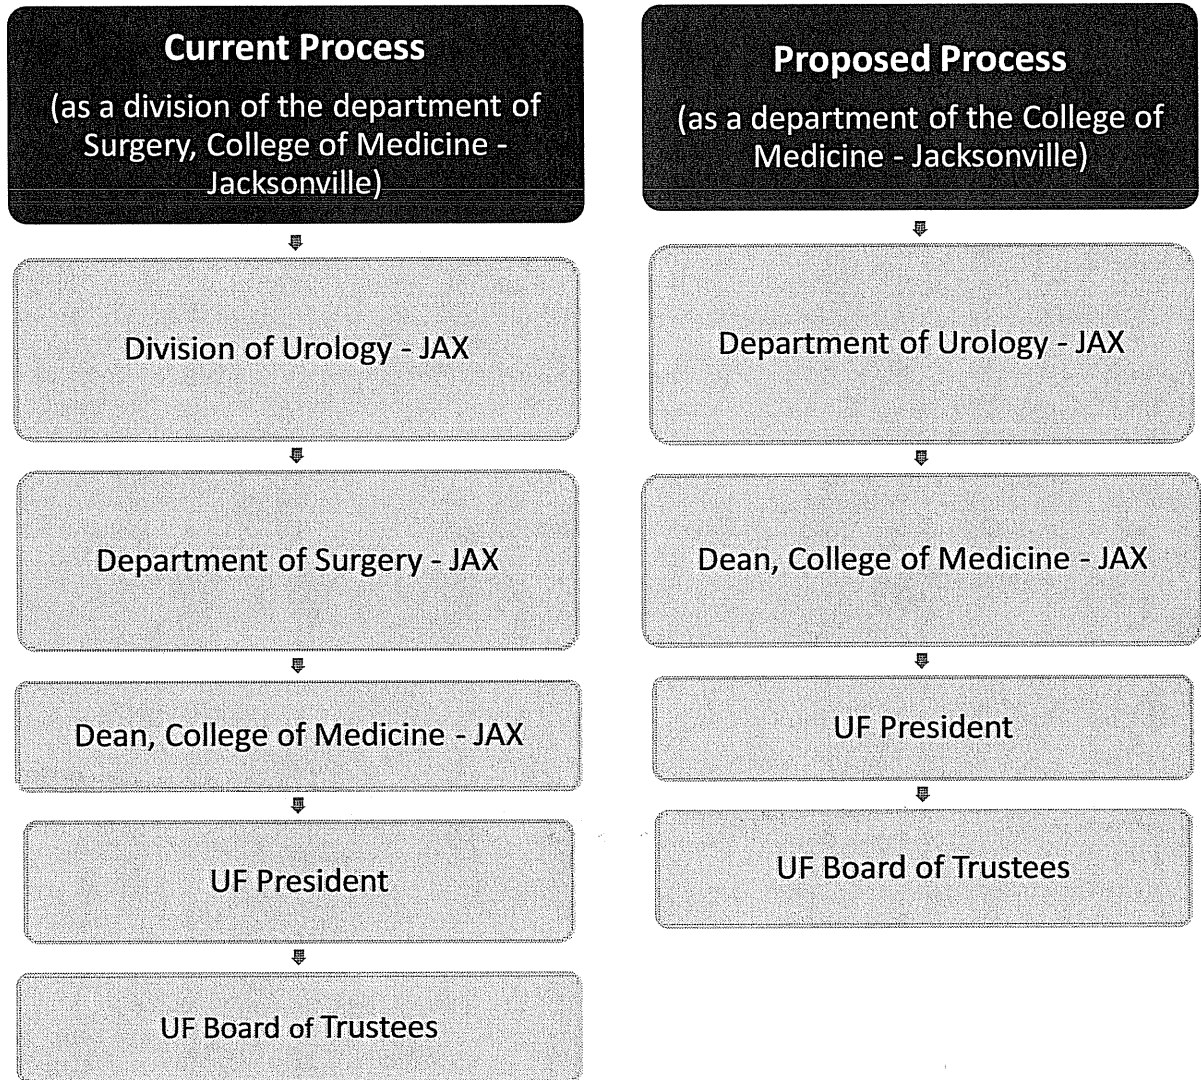 Current Process
(as a division of the department of
Surgery, College of Medicine -
Jacksonville)
Division of Urology - JAX
Department of Surgery - JAX
Dean, College of Medicine - JAX
UF President
UF Board of Trustees
Proposed Process
(as a department of the College of
Medicine - Jacksonville)
Department of Urology - JAX
Dean, College of Medicine - JAX
UF President
UF Board of Trustees